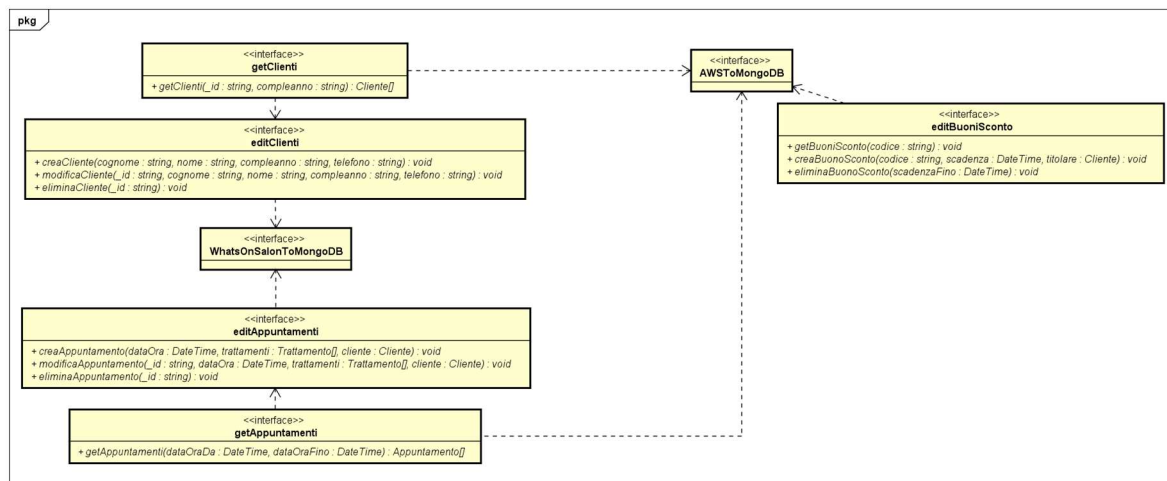 pkg
<<interface>>
getClienti
+ getClienti(_id : string, compleanno : string) : Cliente[]
<<interface>>
AWSToMongoDB
<<interface>>
editBuoniSconto
+ getBuoniSconto(codice : string) : void
+ creaBuonoSconto(codice : string, scadenza : DateTime, titolare : Cliente) : void
+ eliminaBuonoSconto(scadenzaFino : DateTime) : void
<<interface>>
editClienti
+ creaCliente(cognome : string, nome : string, compleanno : string, telefono : string) : void
+ modificaCliente(_id : string, cognome : string, nome : string, compleanno : string, telefono : string) : void
+ eliminaCliente(_id : string) : void
<<interface>>
WhatsOnSalonToMongoDB
<<interface>>
editAppuntamenti
+ creaAppuntamento(dataOra : DateTime, trattamenti : Trattamento[], cliente : Cliente) : void
+ modificaAppuntamento(_id : string, dataOra : DateTime, trattamenti : Trattamento[], cliente : Cliente) : void
+ eliminaAppuntamento(_id : string) : void
<<interface>>
getAppuntamenti
+ getAppuntamenti(dataOraDa : DateTime, dataOraFino : DateTime) : Appuntamento[]